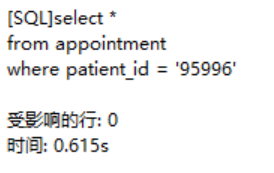 [SQL]select *
from appointment
where patient_id = '95996'
受影响的行: 0
时间: 0.615s